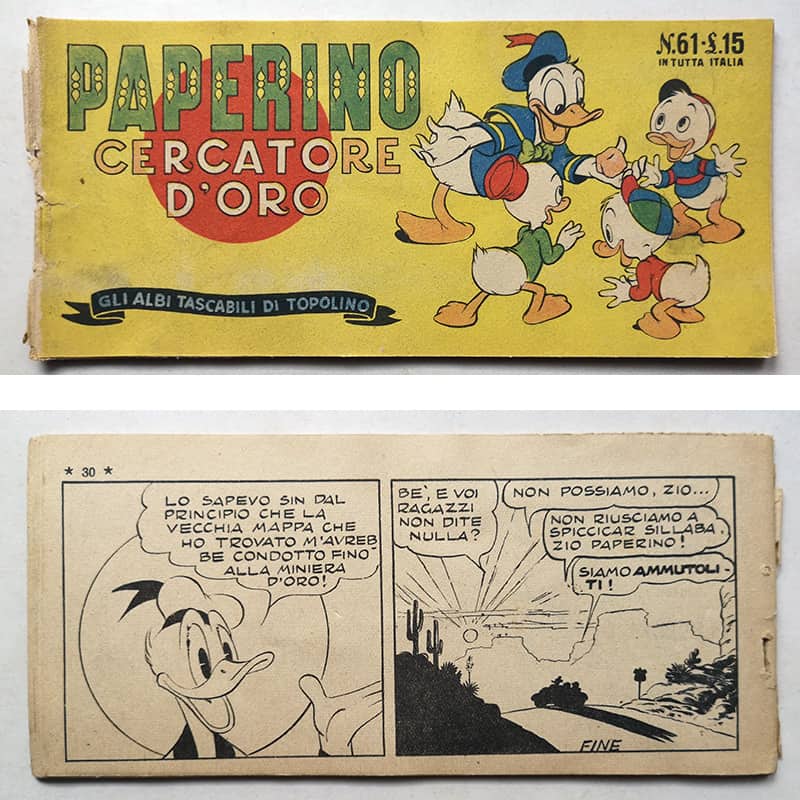 PAPERINO
CERCATORE
D'ORO
N.61-£.15
IN TUTTA ITALIA
GLI ALBI TASCABILI DI TOPOLINO
★ 30 ★
LO SAPEVO SIN DAL
PRINCIPIO CHE LA
VECCHIA MAPPA CHE
HO TROVATO M'AVREB
BE CONDOTTO FINO
ALLA MINIERA
D'ORO!
BE', E VOI
RAGAZZI
NON DITE
NULLA?
NON POSSIAMO, ZIO...
NON RIUSCIAMO A
SPICCICAR SILLABA,
ZIO PAPERINO!
SIAMO AMMUTOLI-
TI!
FINE